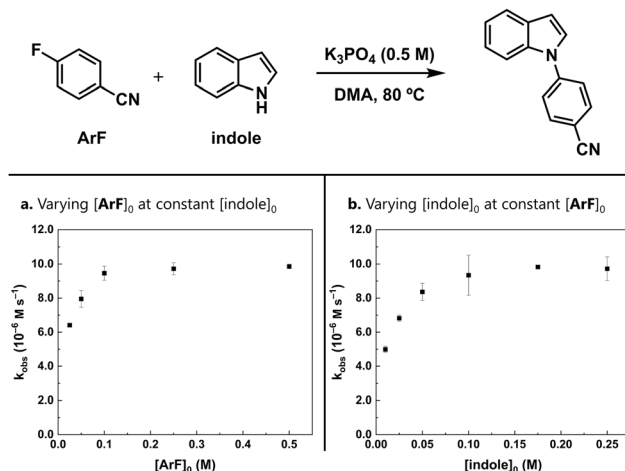 F
CN
ArF
+
N
H
indole
K₃PO₄ (0.5 M)
DMA, 80 ºC
N
CN
a. Varying [ArF]₀ at constant [indole]₀
12.0
10.0
8.0
6.0
4.0
2.0
0.0
0.0 0.1 0.2 0.3 0.4 0.5
k_obs (10⁻⁶ M s⁻¹)
[ArF]₀ (M)
b. Varying [indole]₀ at constant [ArF]₀
12.0
10.0
8.0
6.0
4.0
2.0
0.0
0.00 0.05 0.10 0.15 0.20 0.25
k_obs (10⁻⁶ M s⁻¹)
[indole]₀ (M)